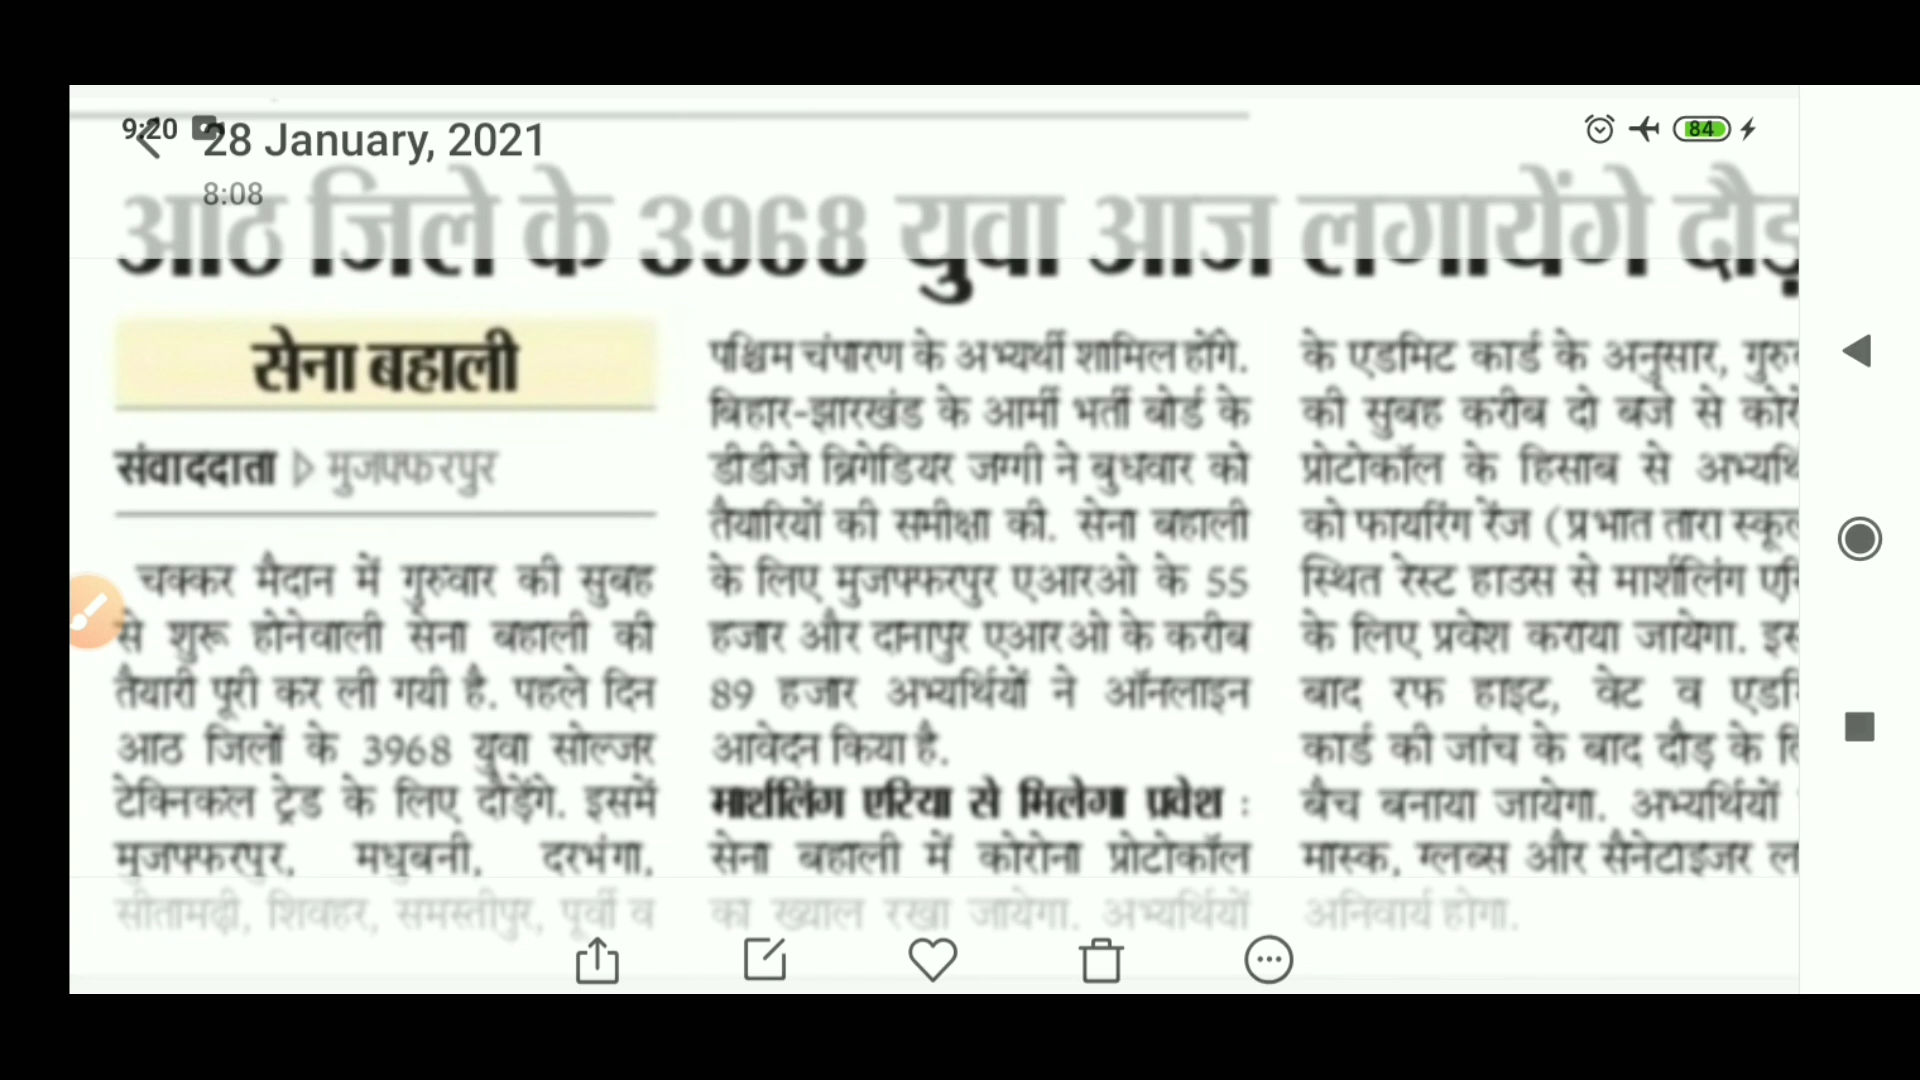 9:20
28 January, 2021
84
8:08
आठ जिले के 3968 युवा आज लगायेंगे दौड़
सेना बहाली
संवाददाता ▷ मुजफ्फरपुर
चक्कर मैदान में गुरुवार की सुबह
से शुरू होनेवाली सेना बहाली की
तैयारी पूरी कर ली गयी है. पहले दिन
आठ जिलों के 3968 युवा सोल्जर
टेक्निकल ट्रेड के लिए दौड़ेंगे. इसमें
मुजफ्फरपुर, मधुबनी, दरभंगा,
सीतामढ़ी, शिवहर, समस्तीपुर, पूर्वी व
पश्चिम चंपारण के अभ्यर्थी शामिल होंगे.
बिहार-झारखंड के आर्मी भर्ती बोर्ड के
डीडीजे ब्रिगेडियर जग्गी ने बुधवार को
तैयारियों की समीक्षा की. सेना बहाली
के लिए मुजफ्फरपुर एआरओ के 55
हजार और दानापुर एआरओ के करीब
89 हजार अभ्यर्थियों ने ऑनलाइन
आवेदन किया है.
मार्शलिंग एरिया से मिलेगा प्रवेश :
सेना बहाली में कोरोना प्रोटोकॉल
का ख्याल रखा जायेगा. अभ्यर्थियों
के एडमिट कार्ड के अनुसार,
की सुबह करीब दो बजे से
प्रोटोकॉल के हिसाब से
को फायरिंग रेंज (प्रभात तारा
स्थित रेस्ट हाउस से मार्शलिंग
के लिए प्रवेश कराया जायेगा.
बाद रफ हाइट, वेट व
कार्ड की जांच के बाद दौड़ के
बैच बनाया जायेगा. अभ्यर्थियों
मास्क, ग्लब्स और सैनेटाइजर
अनिवार्य होगा.